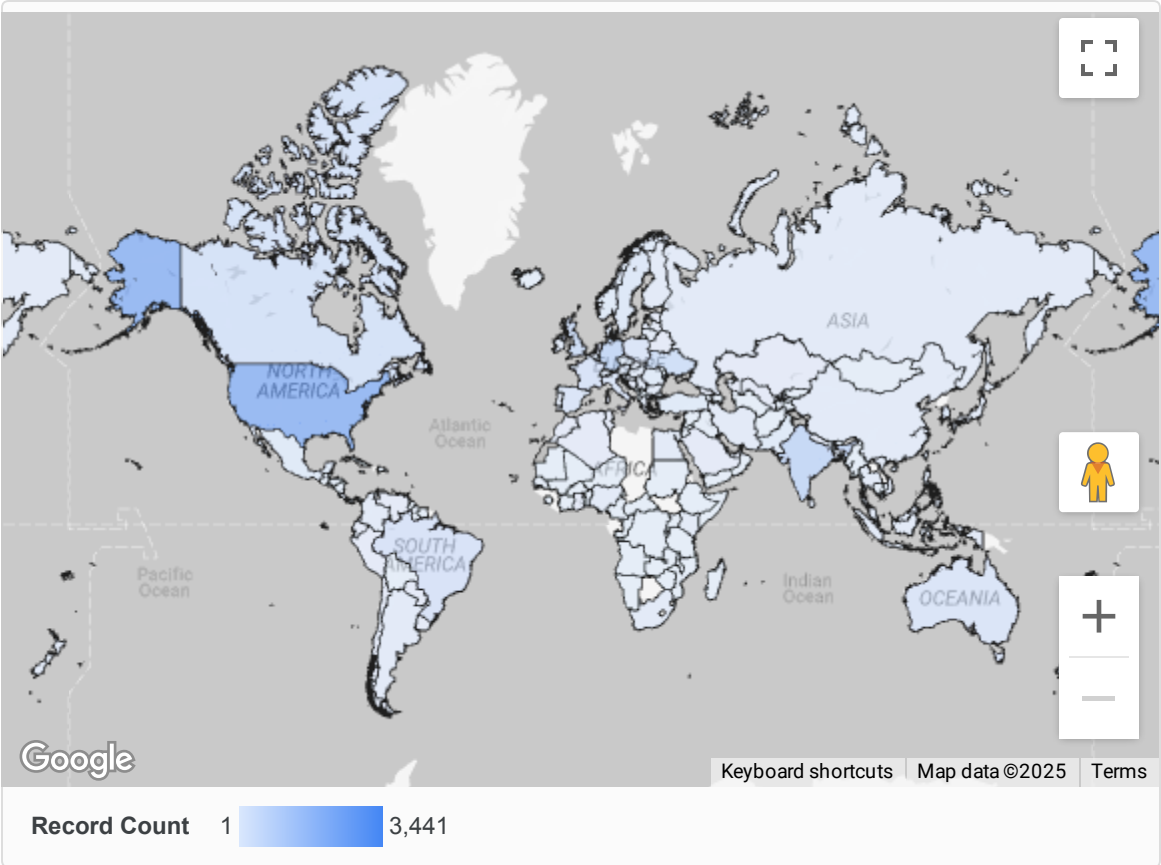 ASIA
EUROPE
NORTH
AMERICA
Atlantic
Ocean
AFRICA
SOUTH
AMERICA
Pacific
Ocean
Indian
Ocean
OCEANIA
Google
Keyboard shortcuts
Map data ©2025
Terms
Record Count 1 3,441